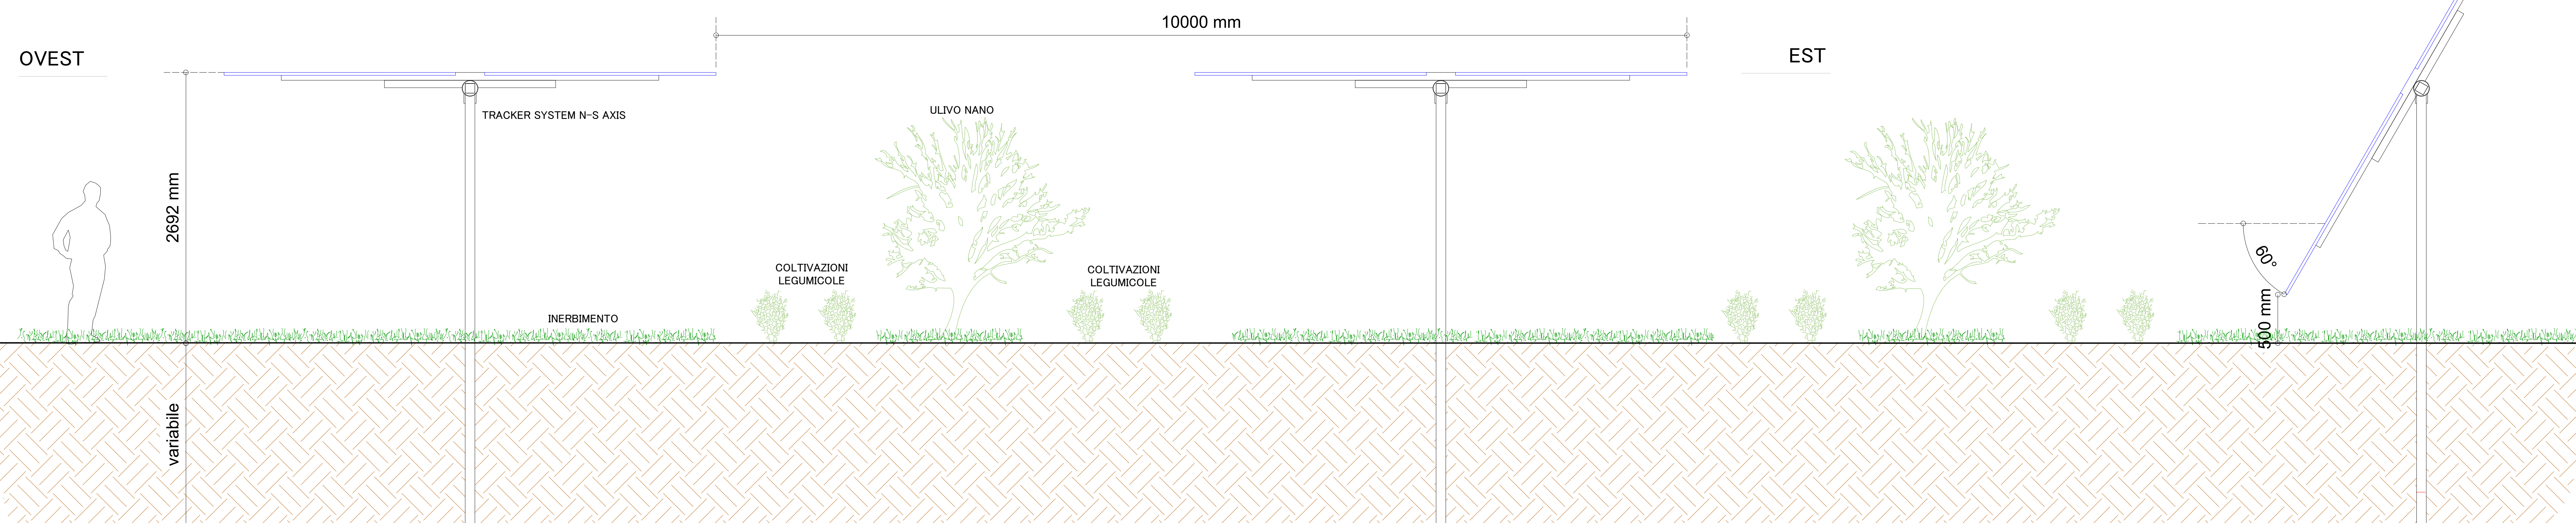 10000 mm
OVEST
EST
ULIVO NANO
TRACKER SYSTEM N-S AXIS
2692 mm
COLTIVAZIONI
LEGUMICOLE
COLTIVAZIONI
LEGUMICOLE
60°
500 mm
INERBIMENTO
variabile